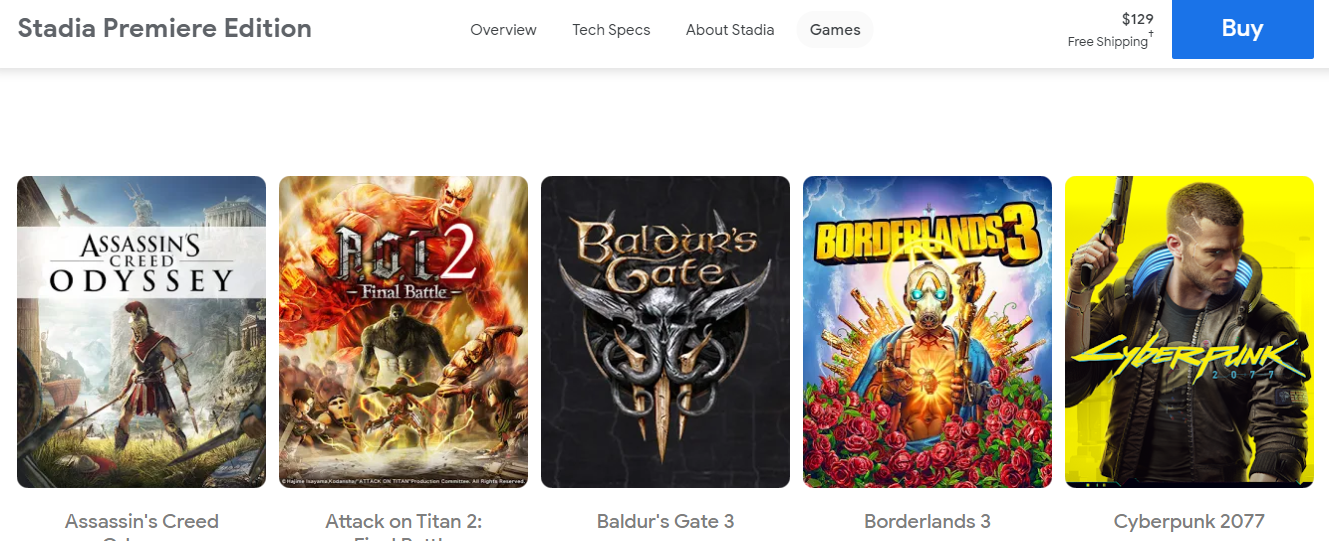 Stadia Premiere Edition
Overview
Tech Specs
About Stadia
Games
$129
Free Shipping†
Buy
ASSASSIN'S
CREED
ODYSSEY
A.O.T.2
Final Battle
© Hajime Isayama,Kodansha/"ATTACK ON TITAN"Production Committee. All Rights Reserved.
Baldur's
Gate
BORDERLANDS 3
Cyberpunk
2077
Assassin's Creed
Attack on Titan 2:
Baldur's Gate 3
Borderlands 3
Cyberpunk 2077